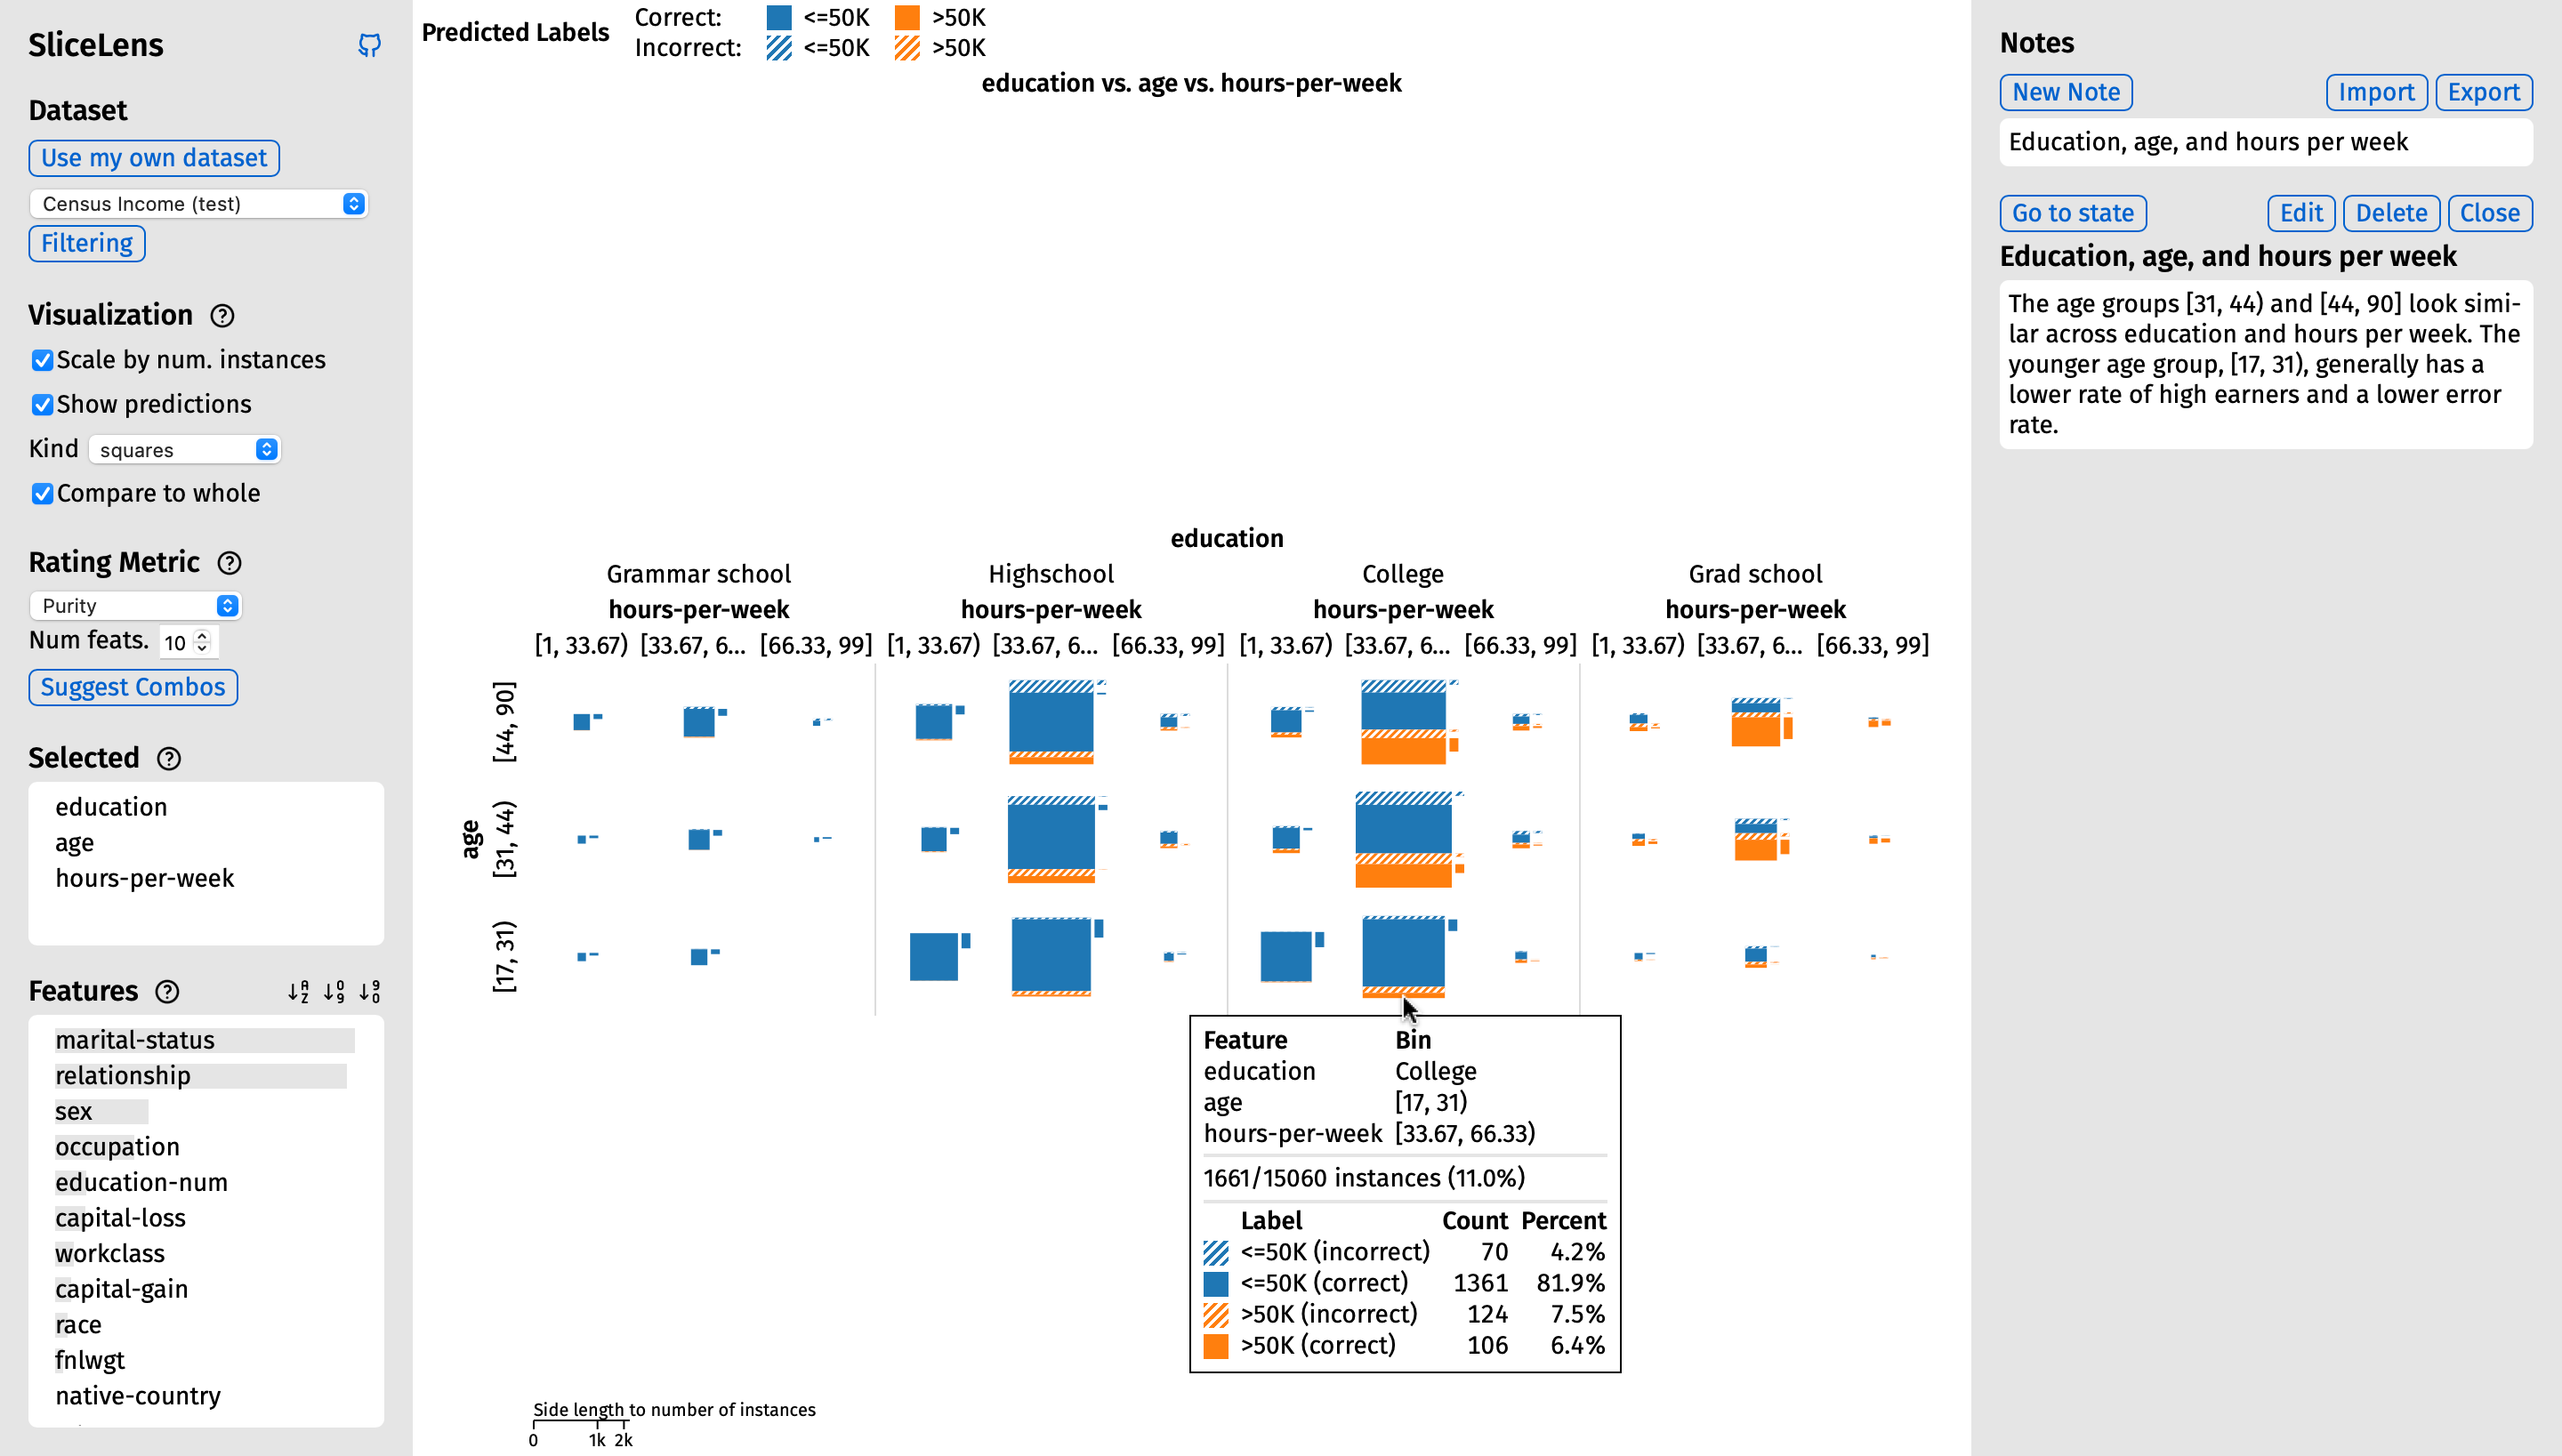 SliceLens
Dataset
Use my own dataset
Census Income (test)
Filtering
Visualization ?
Scale by num. instances
Show predictions
Kind squares
Compare to whole
Rating Metric ?
Purity
Num feats. 10
Suggest Combos
Selected ?
education
age
hours-per-week
Features ? A Z 0 9 9 0
marital-status
relationship
sex
occupation
education-num
capital-loss
workclass
capital-gain
race
fnlwgt
native-country
Predicted Labels
Correct: <=50K >50K
Incorrect: <=50K >50K
education vs. age vs. hours-per-week
education
Grammar school Highschool College Grad school
hours-per-week hours-per-week hours-per-week hours-per-week
[1, 33.67) [33.67, 6... [66.33, 99] [1, 33.67) [33.67, 6... [66.33, 99] [1, 33.67) [33.67, 6... [66.33, 99] [1, 33.67) [33.67, 6... [66.33, 99]
age
[44, 90]
[31, 44)
[17, 31)
Feature Bin
education College
age [17, 31)
hours-per-week [33.67, 66.33)
1661/15060 instances (11.0%)
Label Count Percent
<=50K (incorrect) 70 4.2%
<=50K (correct) 1361 81.9%
>50K (incorrect) 124 7.5%
>50K (correct) 106 6.4%
Side length to number of instances
0 1k 2k
Notes
New Note Import Export
Education, age, and hours per week
Go to state Edit Delete Close
Education, age, and hours per week
The age groups [31, 44) and [44, 90] look simi-
lar across education and hours per week. The
younger age group, [17, 31), generally has a
lower rate of high earners and a lower error
rate.